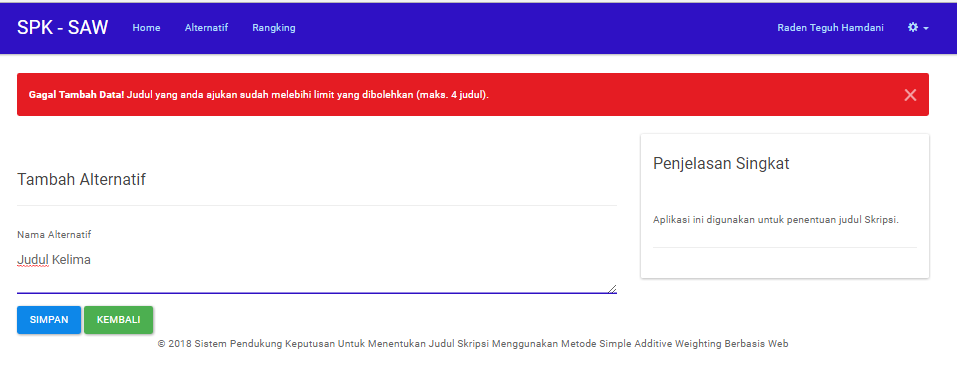 SPK - SAW Home Alternatif Rangking Raden Teguh Hamdani
Gagal Tambah Data! Judul yang anda ajukan sudah melebihi limit yang dibolehkan (maks. 4 judul). ×
Tambah Alternatif
Nama Alternatif
Judul Kelima
SIMPAN KEMBALI
Penjelasan Singkat
Aplikasi ini digunakan untuk penentuan judul Skripsi.
© 2018 Sistem Pendukung Keputusan Untuk Menentukan Judul Skripsi Menggunakan Metode Simple Additive Weighting Berbasis Web